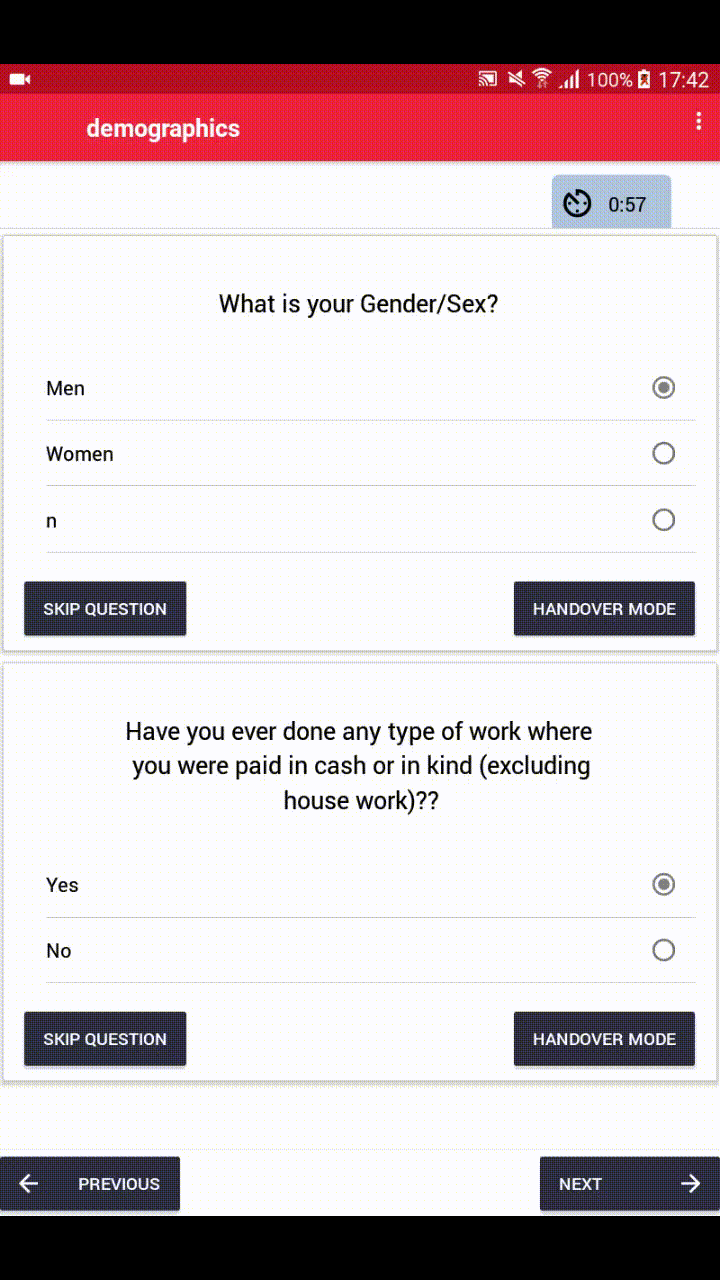 100% 17:42
demographics
0:57
What is your Gender/Sex?
Men
Women
n
SKIP QUESTION HANDOVER MODE
Have you ever done any type of work where
you were paid in cash or in kind (excluding
house work)??
Yes
No
SKIP QUESTION HANDOVER MODE
PREVIOUS NEXT